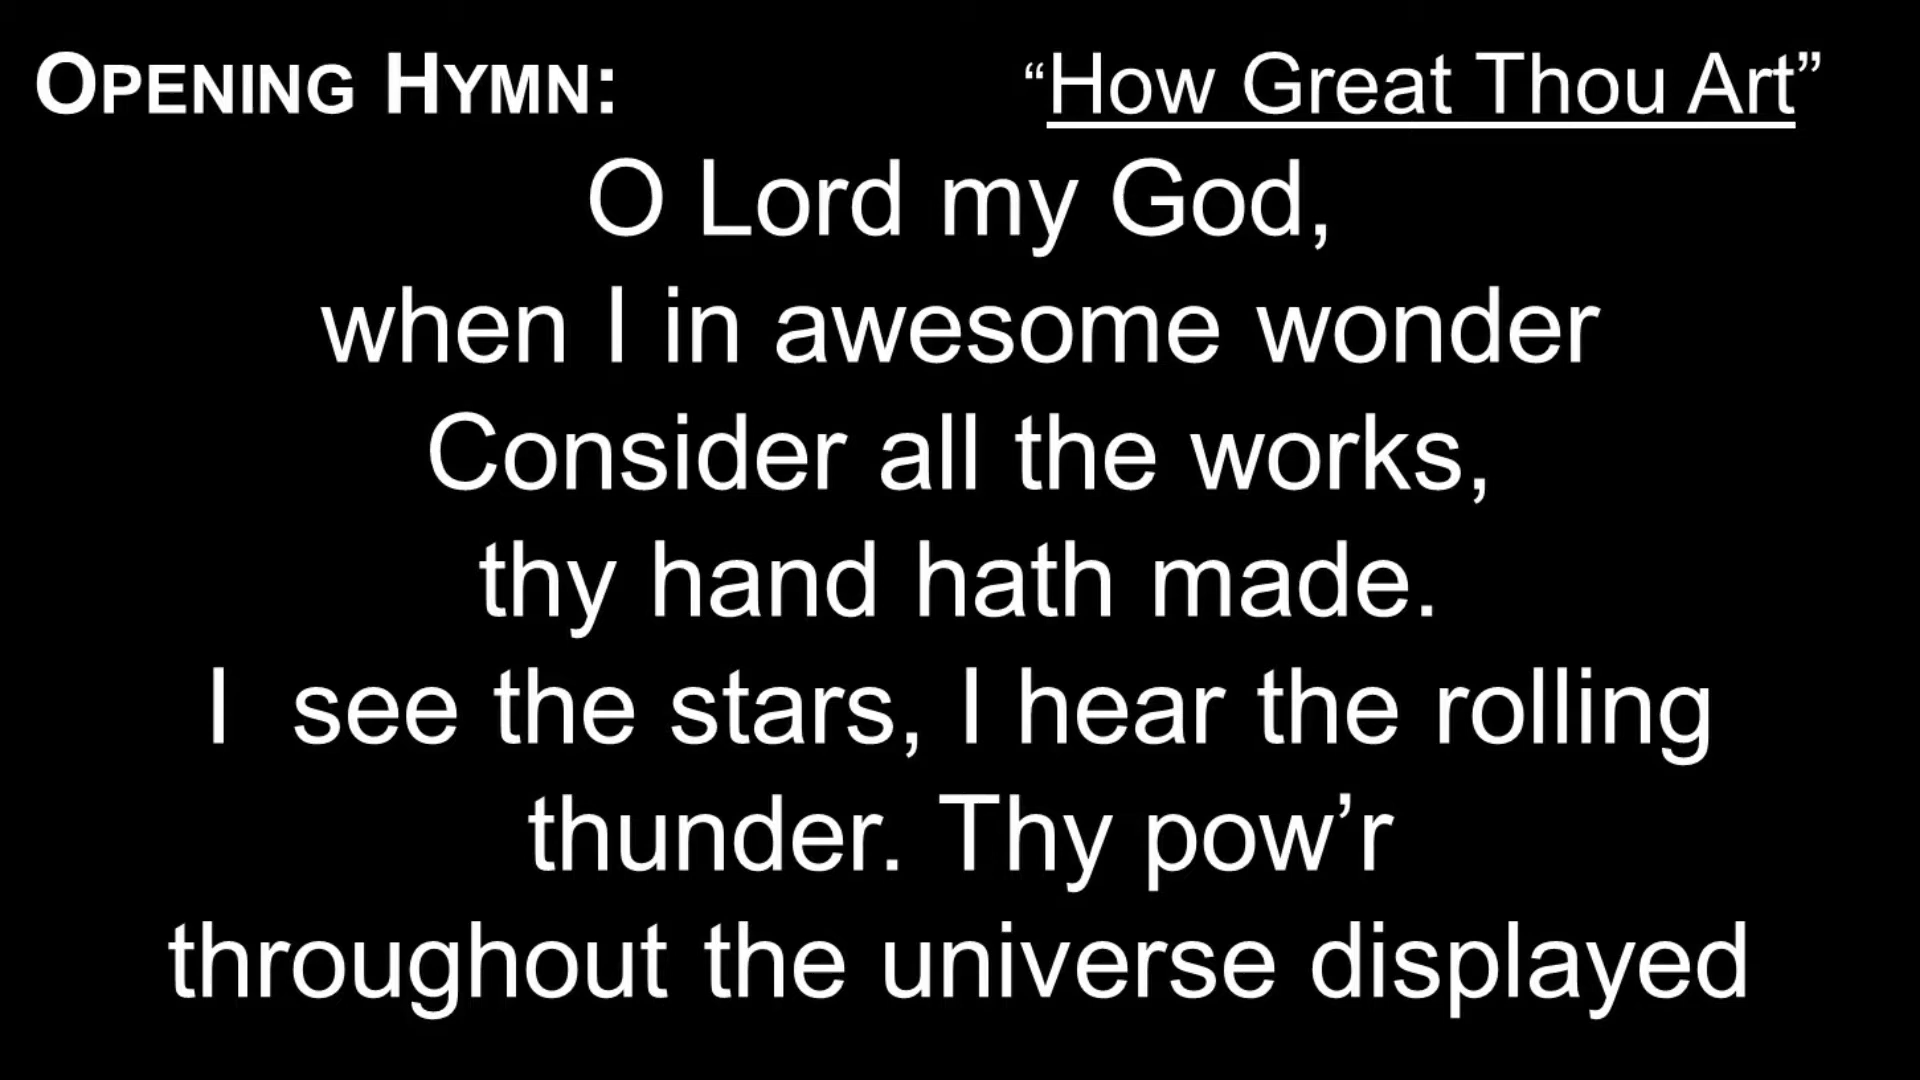 OPENING HYMN: “How Great Thou Art”
O Lord my God,
when I in awesome wonder
Consider all the works,
thy hand hath made.
I  see the stars, I hear the rolling
thunder. Thy pow’r
throughout the universe displayed